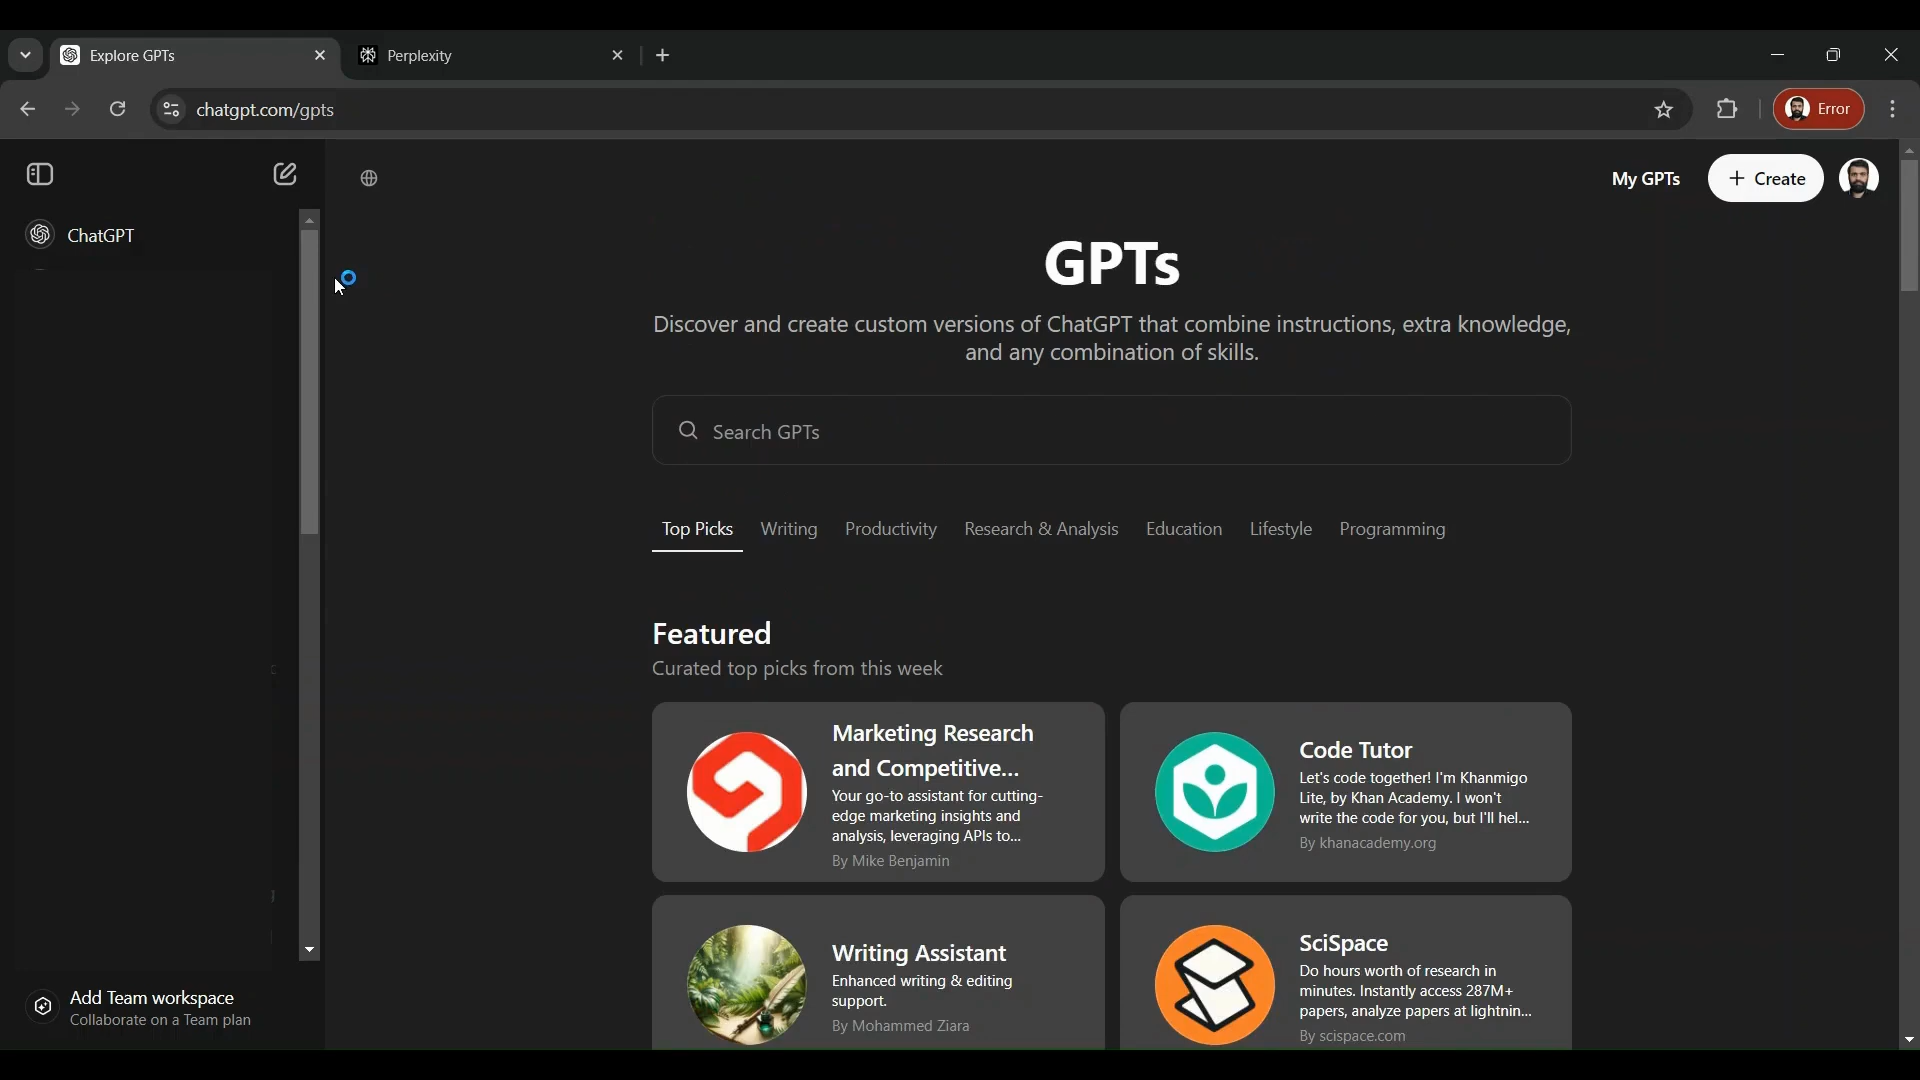 Explore GPTs
Perplexity
chatgpt.com/gpts
Error
ChatGPT
My GPTs
+ Create
GPTs
Discover and create custom versions of ChatGPT that combine instructions, extra knowledge,
and any combination of skills.
Search GPTs
Top Picks Writing Productivity Research & Analysis Education Lifestyle Programming
Featured
Curated top picks from this week
Marketing Research
and Competitive...
Your go-to assistant for cutting-
edge marketing insights and
analysis, leveraging APIs to...
By Mike Benjamin
Code Tutor
Let's code together! I'm Khanmigo
Lite, by Khan Academy. I won't
write the code for you, but I'll hel...
By khanacademy.org
Writing Assistant
Enhanced writing & editing
support.
By Mohammed Ziara
SciSpace
Do hours worth of research in
minutes. Instantly access 287M+
papers, analyze papers at lightnin...
By scispace.com
Add Team workspace
Collaborate on a Team plan